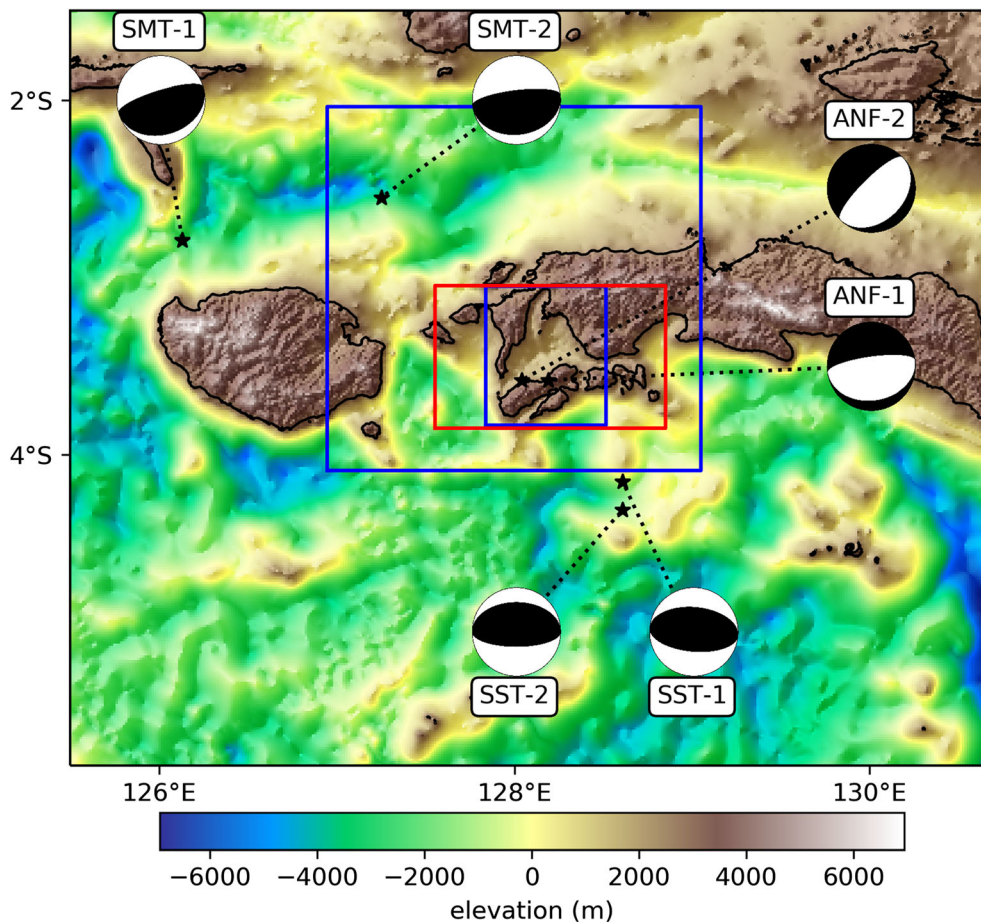 SMT-1
SMT-2
2°S
ANF-2
ANF-1
4°S
SST-2
SST-1
126°E
128°E
130°E
−6000
−4000
−2000
0
2000
4000
6000
elevation (m)